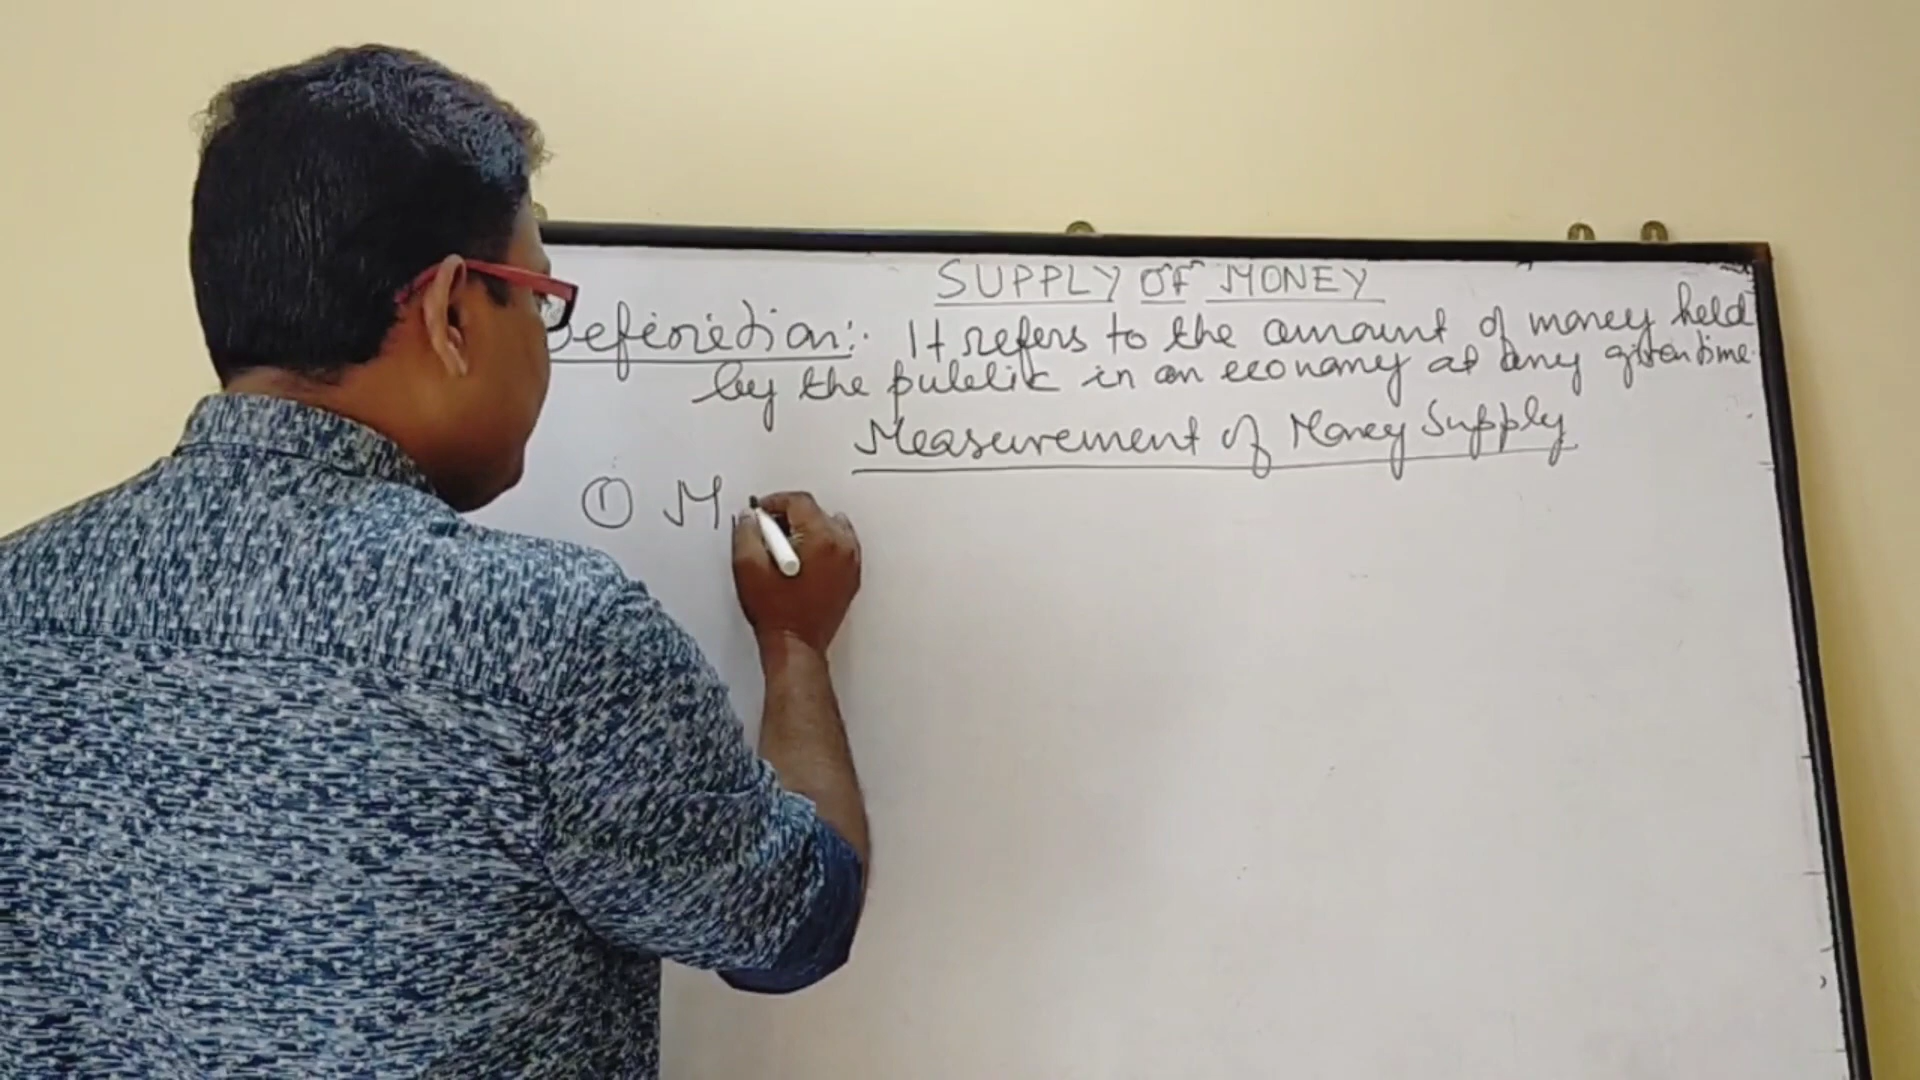 SUPPLY OF MONEY
Definition:. It refers to the amount of money held
by the public in an economy at any given time.
Measurement of Money Supply
① M